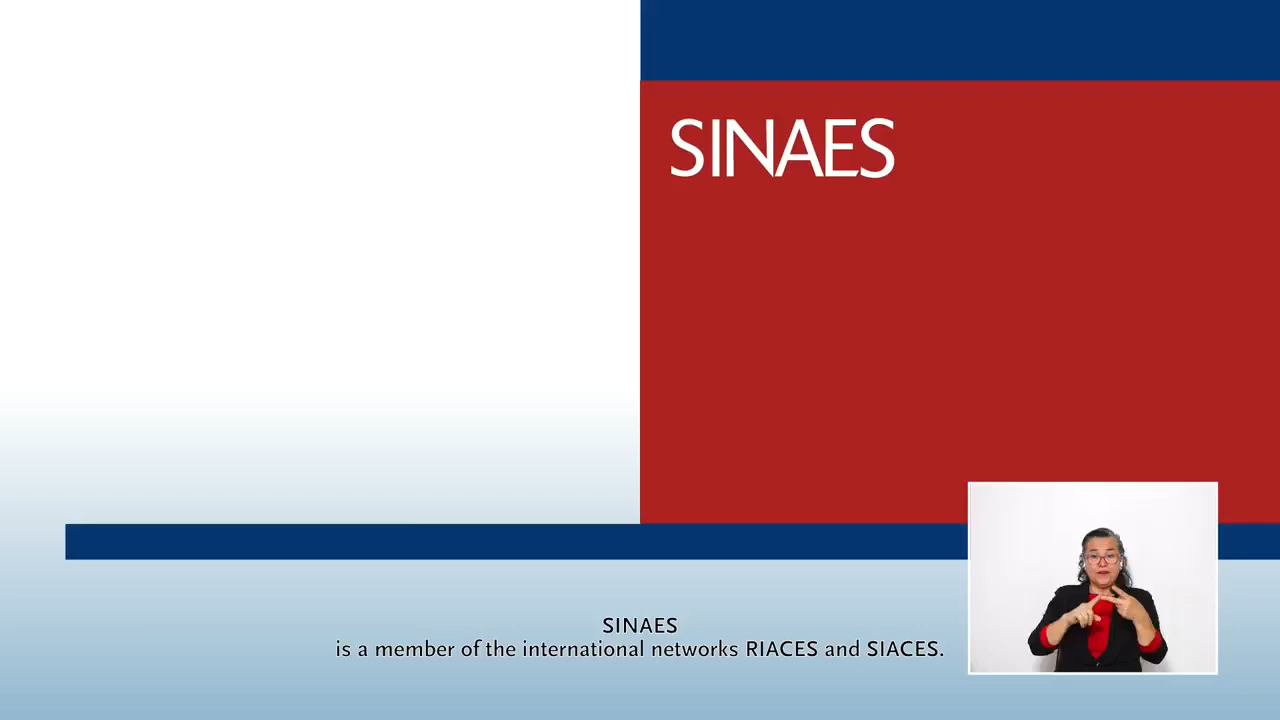 SINAES
SINAES
is a member of the international networks RIACES and SIACES.